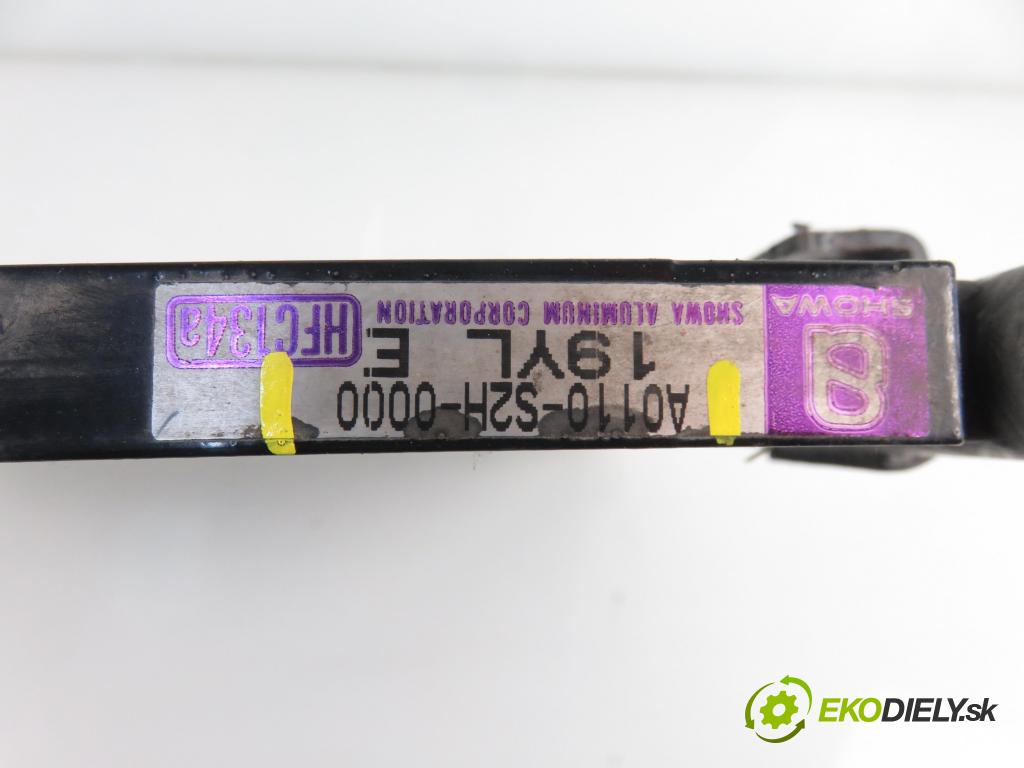 A0110-S2H-0000
19YL E
SHOWA
SHOWA ALUMINUM CORPORATION
HFC134a
EKODIELY.sk